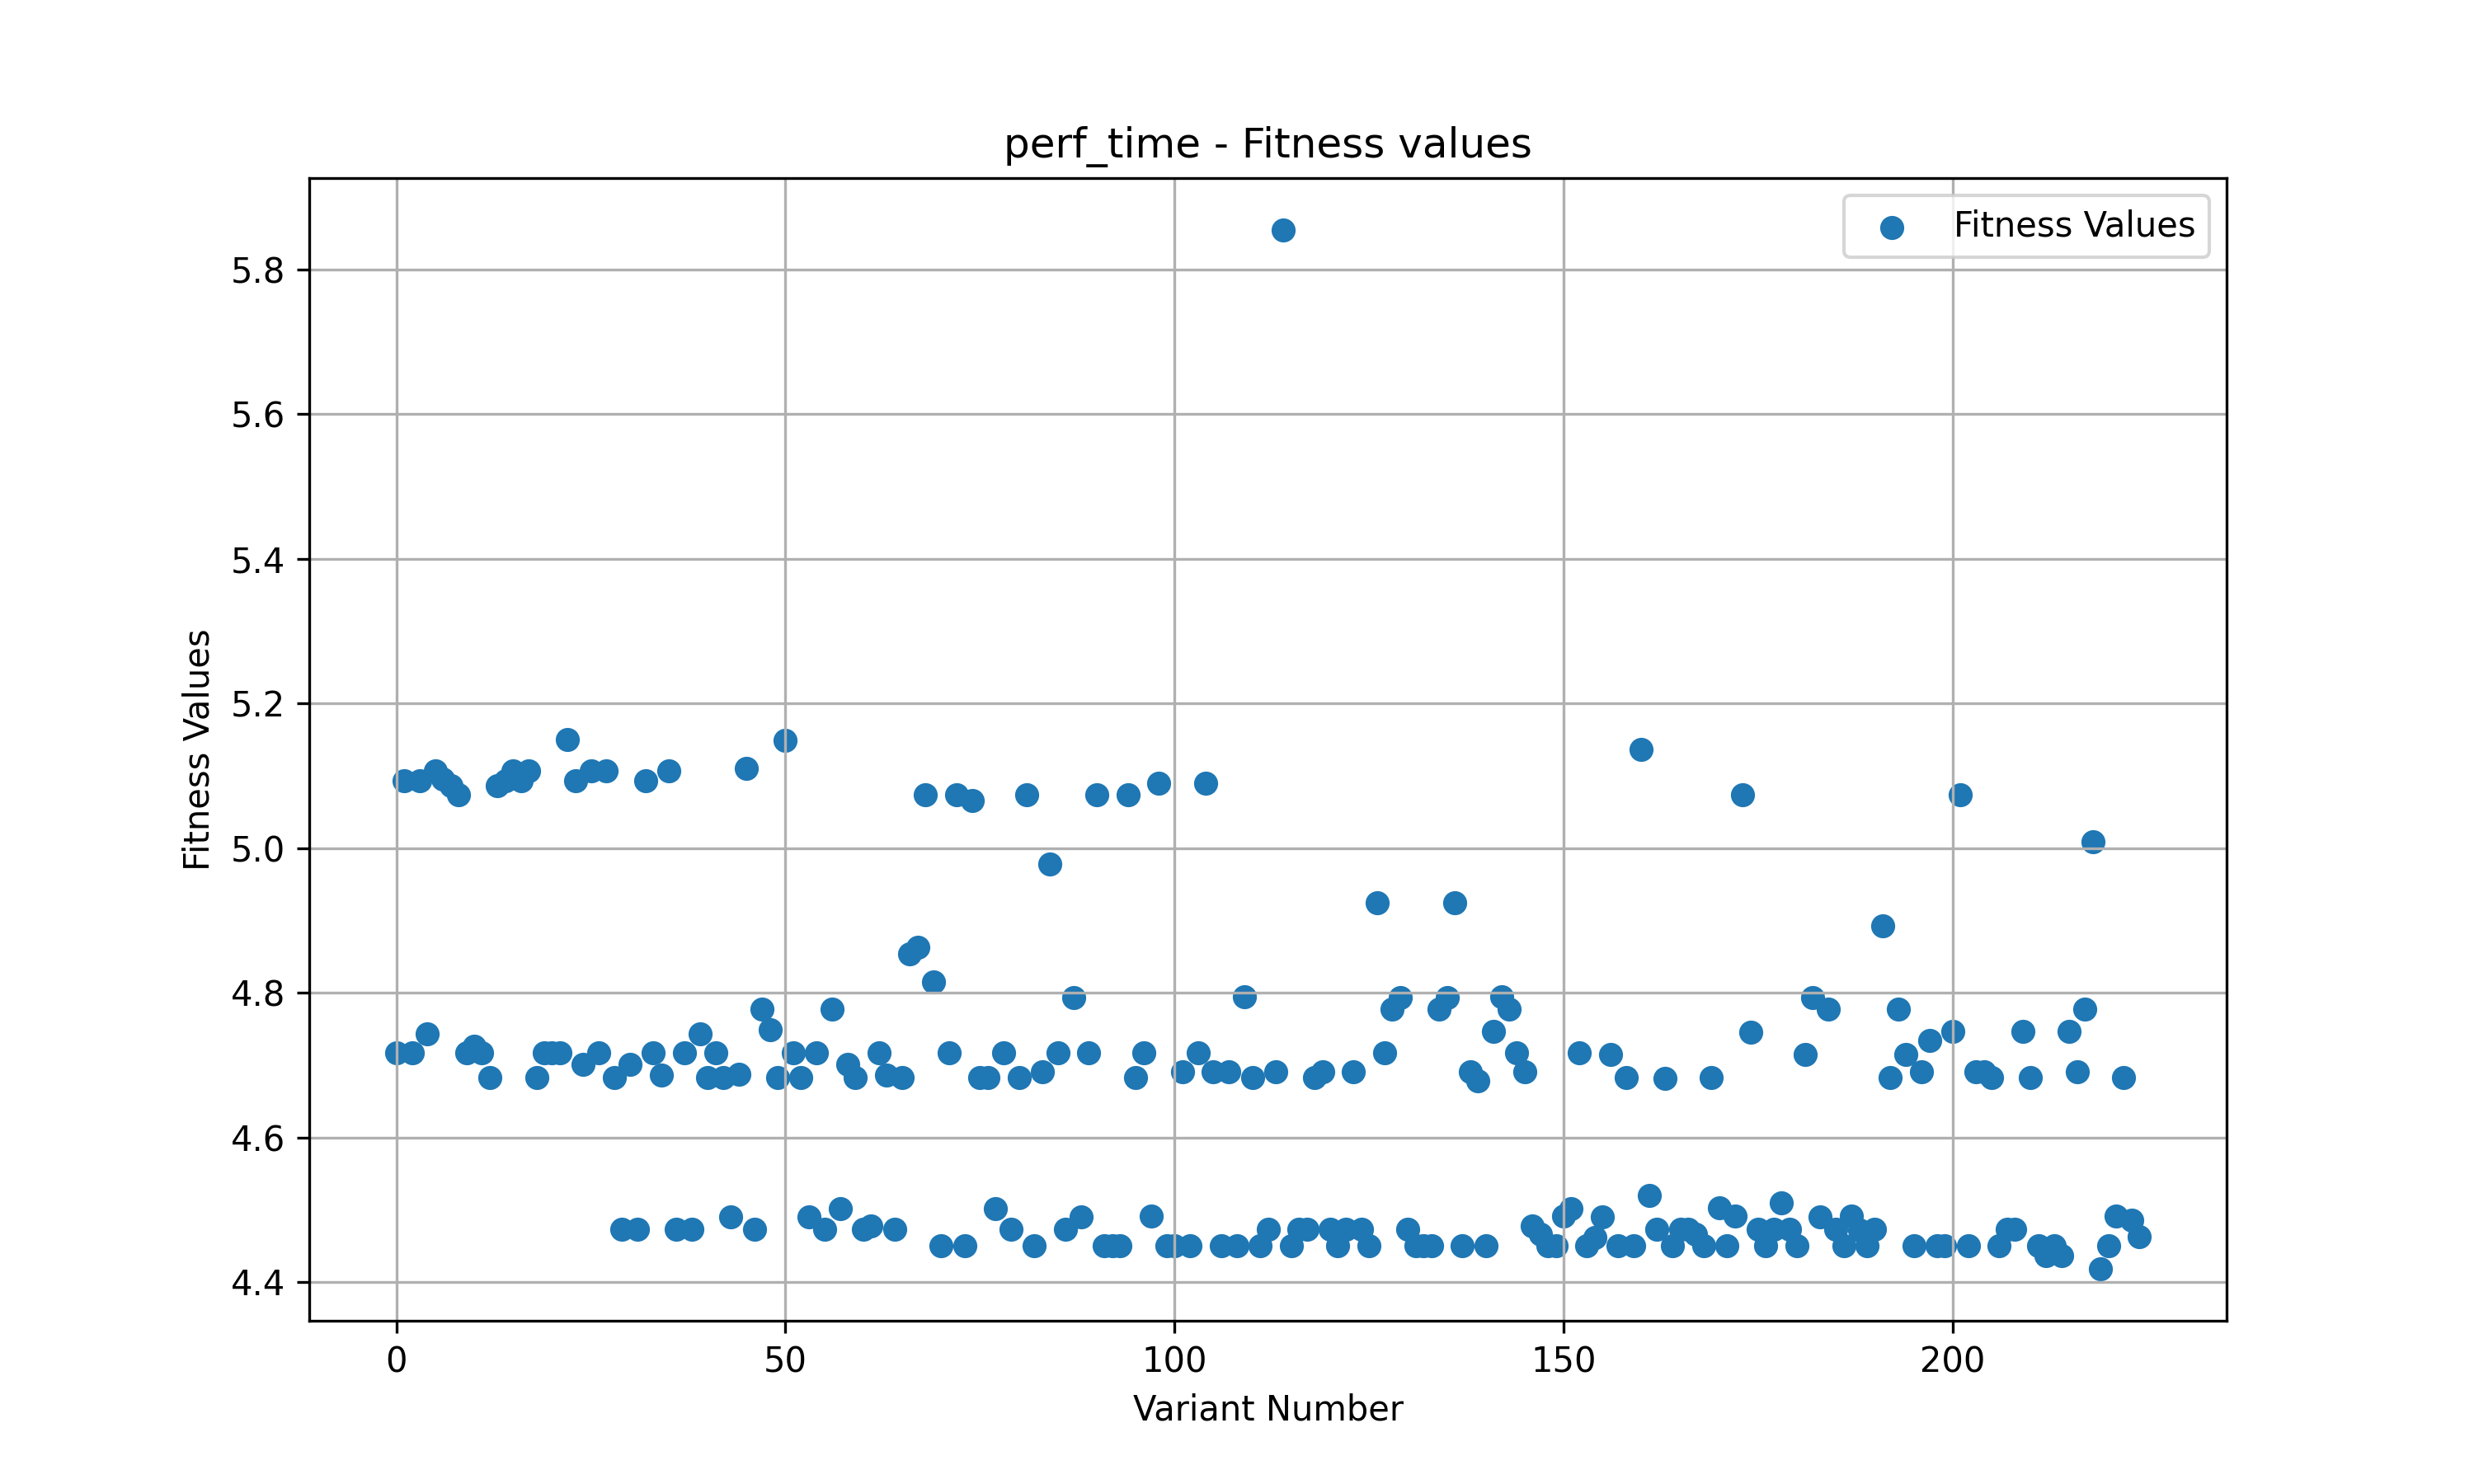 perf_time - Fitness values
Fitness Values
5.8
5.6
5.4
5.2
5.0
4.8
4.6
4.4
Fitness Values
0 50 100 150 200
Variant Number